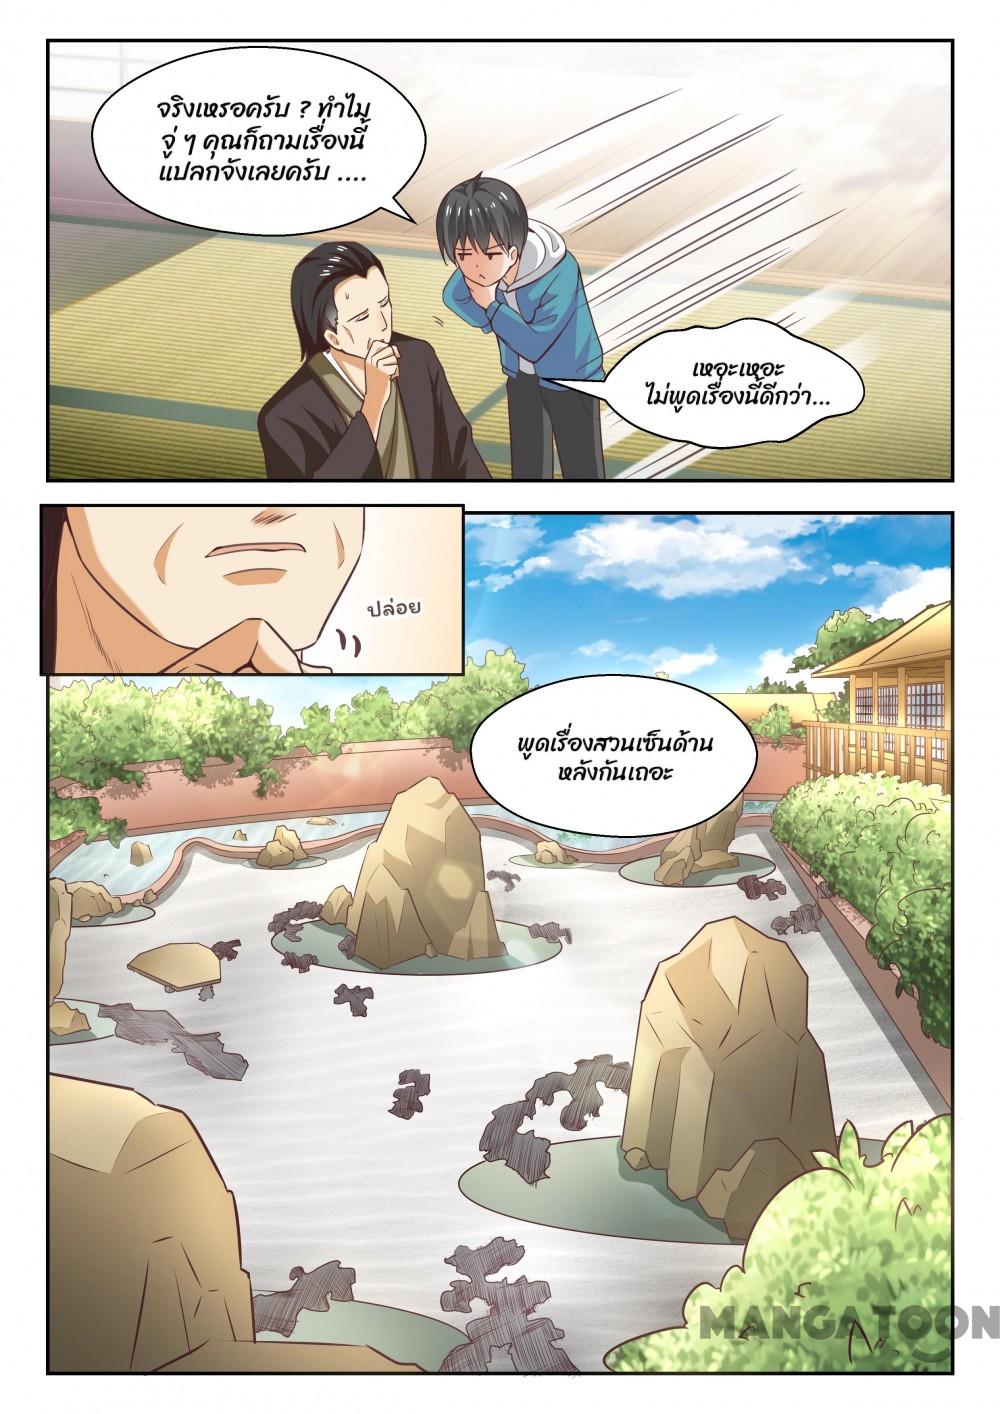 จริงเหรอครับ ? ทำไม
จู่ ๆ คุณก็ถามเรื่องนี้
แปลกจังเลยครับ ....
เหอะเหอะ
ไม่พูดเรื่องนี้ดีกว่า...
ปล่อย
พูดเรื่องสวนเซ็นด้าน
หลังกันเถอะ
MANGATOON